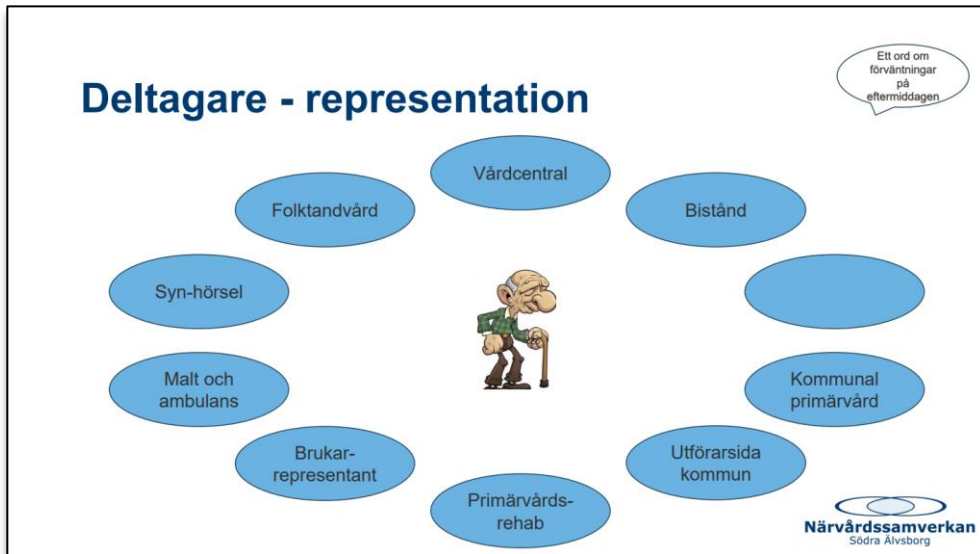 Deltagare - representation
Ett ord om
förväntningar
på
eftermiddagen
Vårdcentral
Folktandvård
Bistånd
Syn-hörsel
Malt och
ambulans
Kommunal
primärvård
Brukar-
representant
Utförarsida
kommun
Primärvårds-
rehab
Närvårdssamverkan
Södra Älvsborg